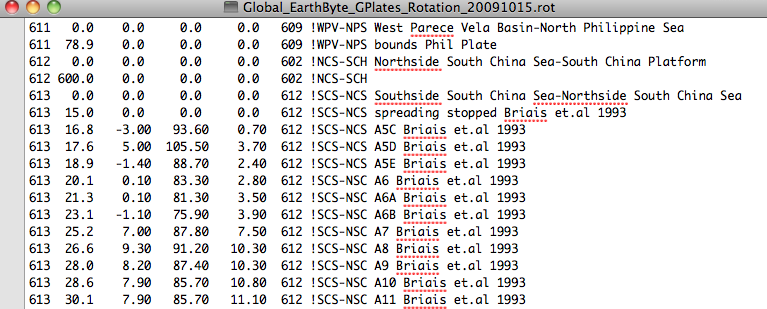 Global_EarthByte_GPlates_Rotation_20091015.rot
611 0.0 0.0 0.0 0.0 609 !WPV-NPS West Parece Vela Basin-North Philippine Sea
611 78.9 0.0 0.0 0.0 609 !WPV-NPS bounds Phil Plate
612 0.0 0.0 0.0 0.0 602 !NCS-SCH Northside South China Sea-South China Platform
612 600.0 0.0 0.0 0.0 602 !NCS-SCH
613 0.0 0.0 0.0 0.0 612 !SCS-NCS Southside South China Sea-Northside South China Sea
613 15.0 0.0 0.0 0.0 612 !SCS-NCS spreading stopped Briais et.al 1993
613 16.8 -3.00 93.60 0.70 612 !SCS-NCS A5C Briais et.al 1993
613 17.6 5.00 105.50 3.70 612 !SCS-NCS A5D Briais et.al 1993
613 18.9 -1.40 88.70 2.40 612 !SCS-NCS A5E Briais et.al 1993
613 20.1 0.10 83.30 2.80 612 !SCS-NSC A6 Briais et.al 1993
613 21.3 0.10 81.30 3.50 612 !SCS-NSC A6A Briais et.al 1993
613 23.1 -1.10 75.90 3.90 612 !SCS-NSC A6B Briais et.al 1993
613 25.2 7.00 87.80 7.50 612 !SCS-NSC A7 Briais et.al 1993
613 26.6 9.30 91.20 10.30 612 !SCS-NSC A8 Briais et.al 1993
613 28.0 8.20 87.40 10.30 612 !SCS-NSC A9 Briais et.al 1993
613 28.6 7.90 85.70 10.80 612 !SCS-NSC A10 Briais et.al 1993
613 30.1 7.90 85.70 11.10 612 !SCS-NSC A11 Briais et.al 1993